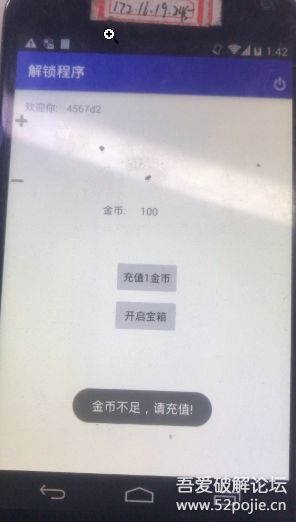 172.16.19.245
1:42
解锁程序
欢迎你: 4567d2
金币: 100
充值1金币
开启宝箱
金币不足，请充值!
吾爱破解论坛
www.52pojie.cn